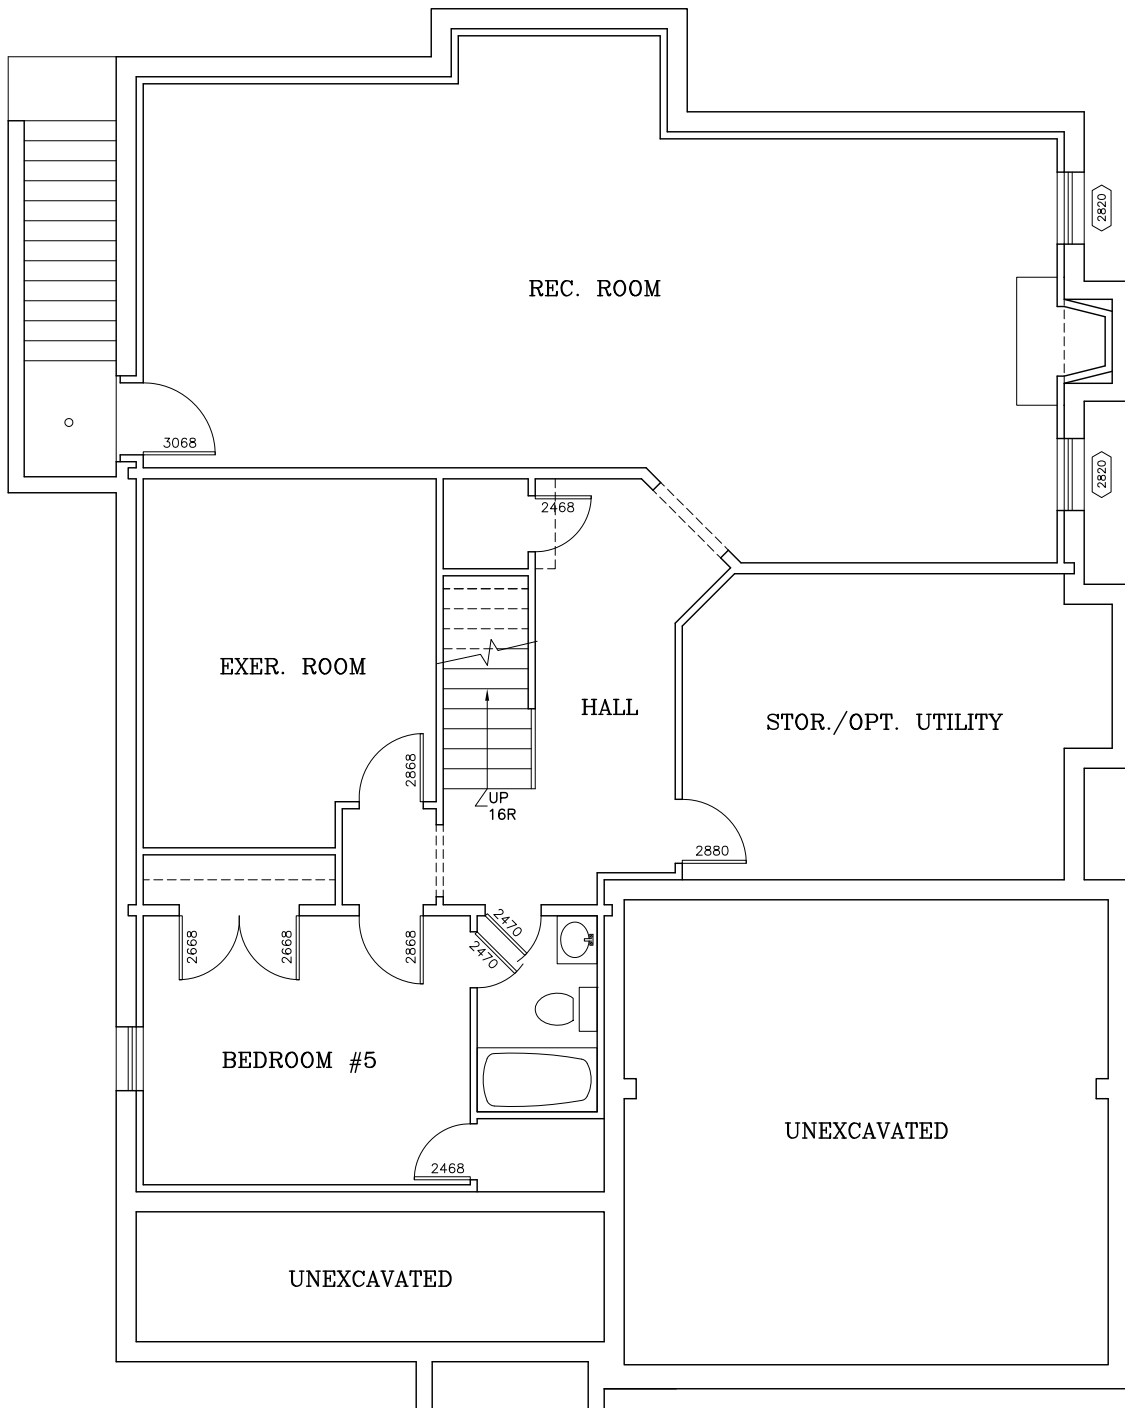 2820
REC. ROOM
3068
2820
2468
EXER. ROOM
HALL
STOR./OPT. UTILITY
2868
UP
16R
2880
2470
2470
2668
2668
2868
BEDROOM #5
UNEXCAVATED
2468
UNEXCAVATED